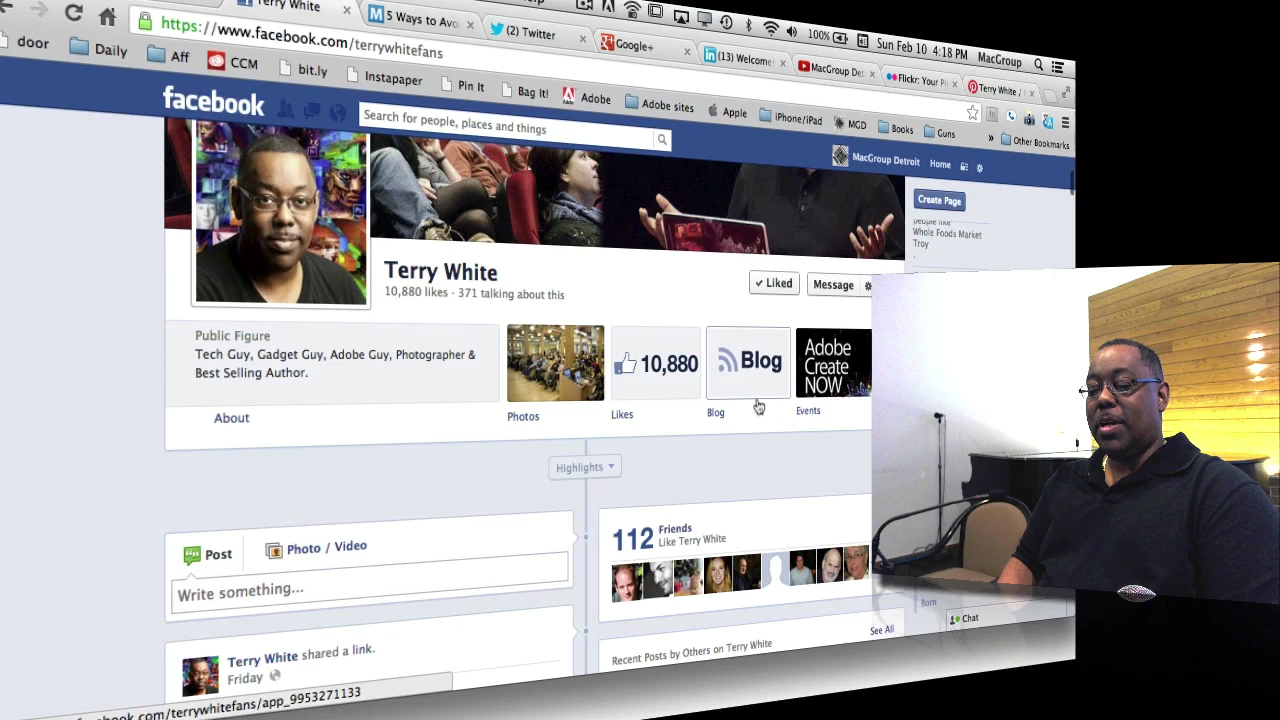 100%
Sun Feb 10 4:18 PM
MacGroup
Terry White
5 Ways to Avo
(2) Twitter
Google+
(13) Welcome
MacGroup Det
Flickr: Your Ph
Terry White /
https://www.facebook.com/terrywhitefans
door
Daily
Aff
CCM
bit.ly
Instapaper
Pin It
Bag It!
Adobe
Adobe sites
Apple
iPhone/iPad
MGD
Books
Guns
»
Other Bookmarks
facebook
Search for people, places and things
MacGroup Detroit
Home
Create Page
people like
Whole Foods Market
Troy
Terry White
10,880 likes · 371 talking about this
✓ Liked
Message
Public Figure
Tech Guy, Gadget Guy, Adobe Guy, Photographer &
Best Selling Author.
About
10,880
Blog
Adobe
Create
NOW
Photos
Likes
Blog
Events
Highlights
Post
Photo / Video
Write something...
112 Friends
Like Terry White
Born
Chat
See All
Recent Posts by Others on Terry White
Terry White shared a link.
Friday
facebook.com/terrywhitefans/app_9953271133